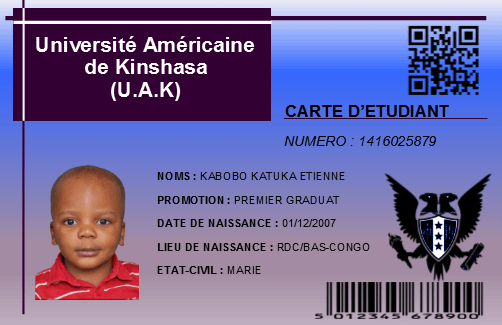 Université Américaine
de Kinshasa
(U.A.K)
CARTE D'ETUDIANT
NUMERO : 1416025879
NOMS : KABOBO KATUKA ETIENNE
PROMOTION : PREMIER GRADUAT
DATE DE NAISSANCE : 01/12/2007
LIEU DE NAISSANCE : RDC/BAS-CONGO
ETAT-CIVIL : MARIE
5 012345 678900